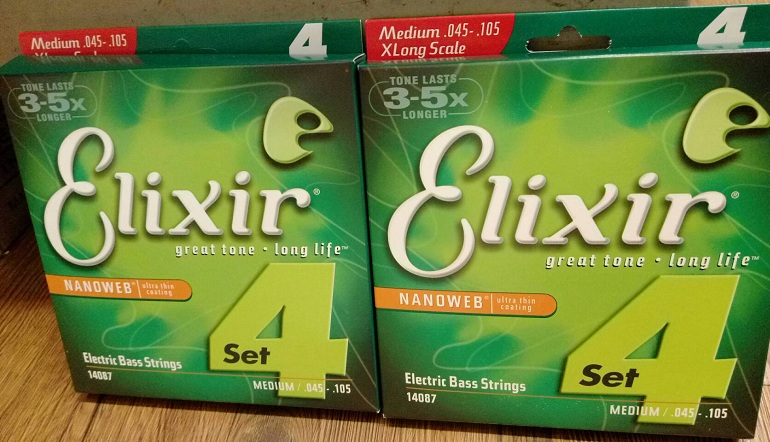 Medium .045-.105
XLong Scale
4
TONE LASTS
3-5x
LONGER
e
Elixir®
great tone • long life™
NANOWEB® ultra thin coating
4
Set
Electric Bass Strings
14087
MEDIUM / .045-.105
Medium .045-.105
XLong Scale
4
TONE LASTS
3-5x
LONGER
e
Elixir®
great tone • long life™
NANOWEB® ultra thin coating
4
Set
Electric Bass Strings
14087
MEDIUM / .045-.105